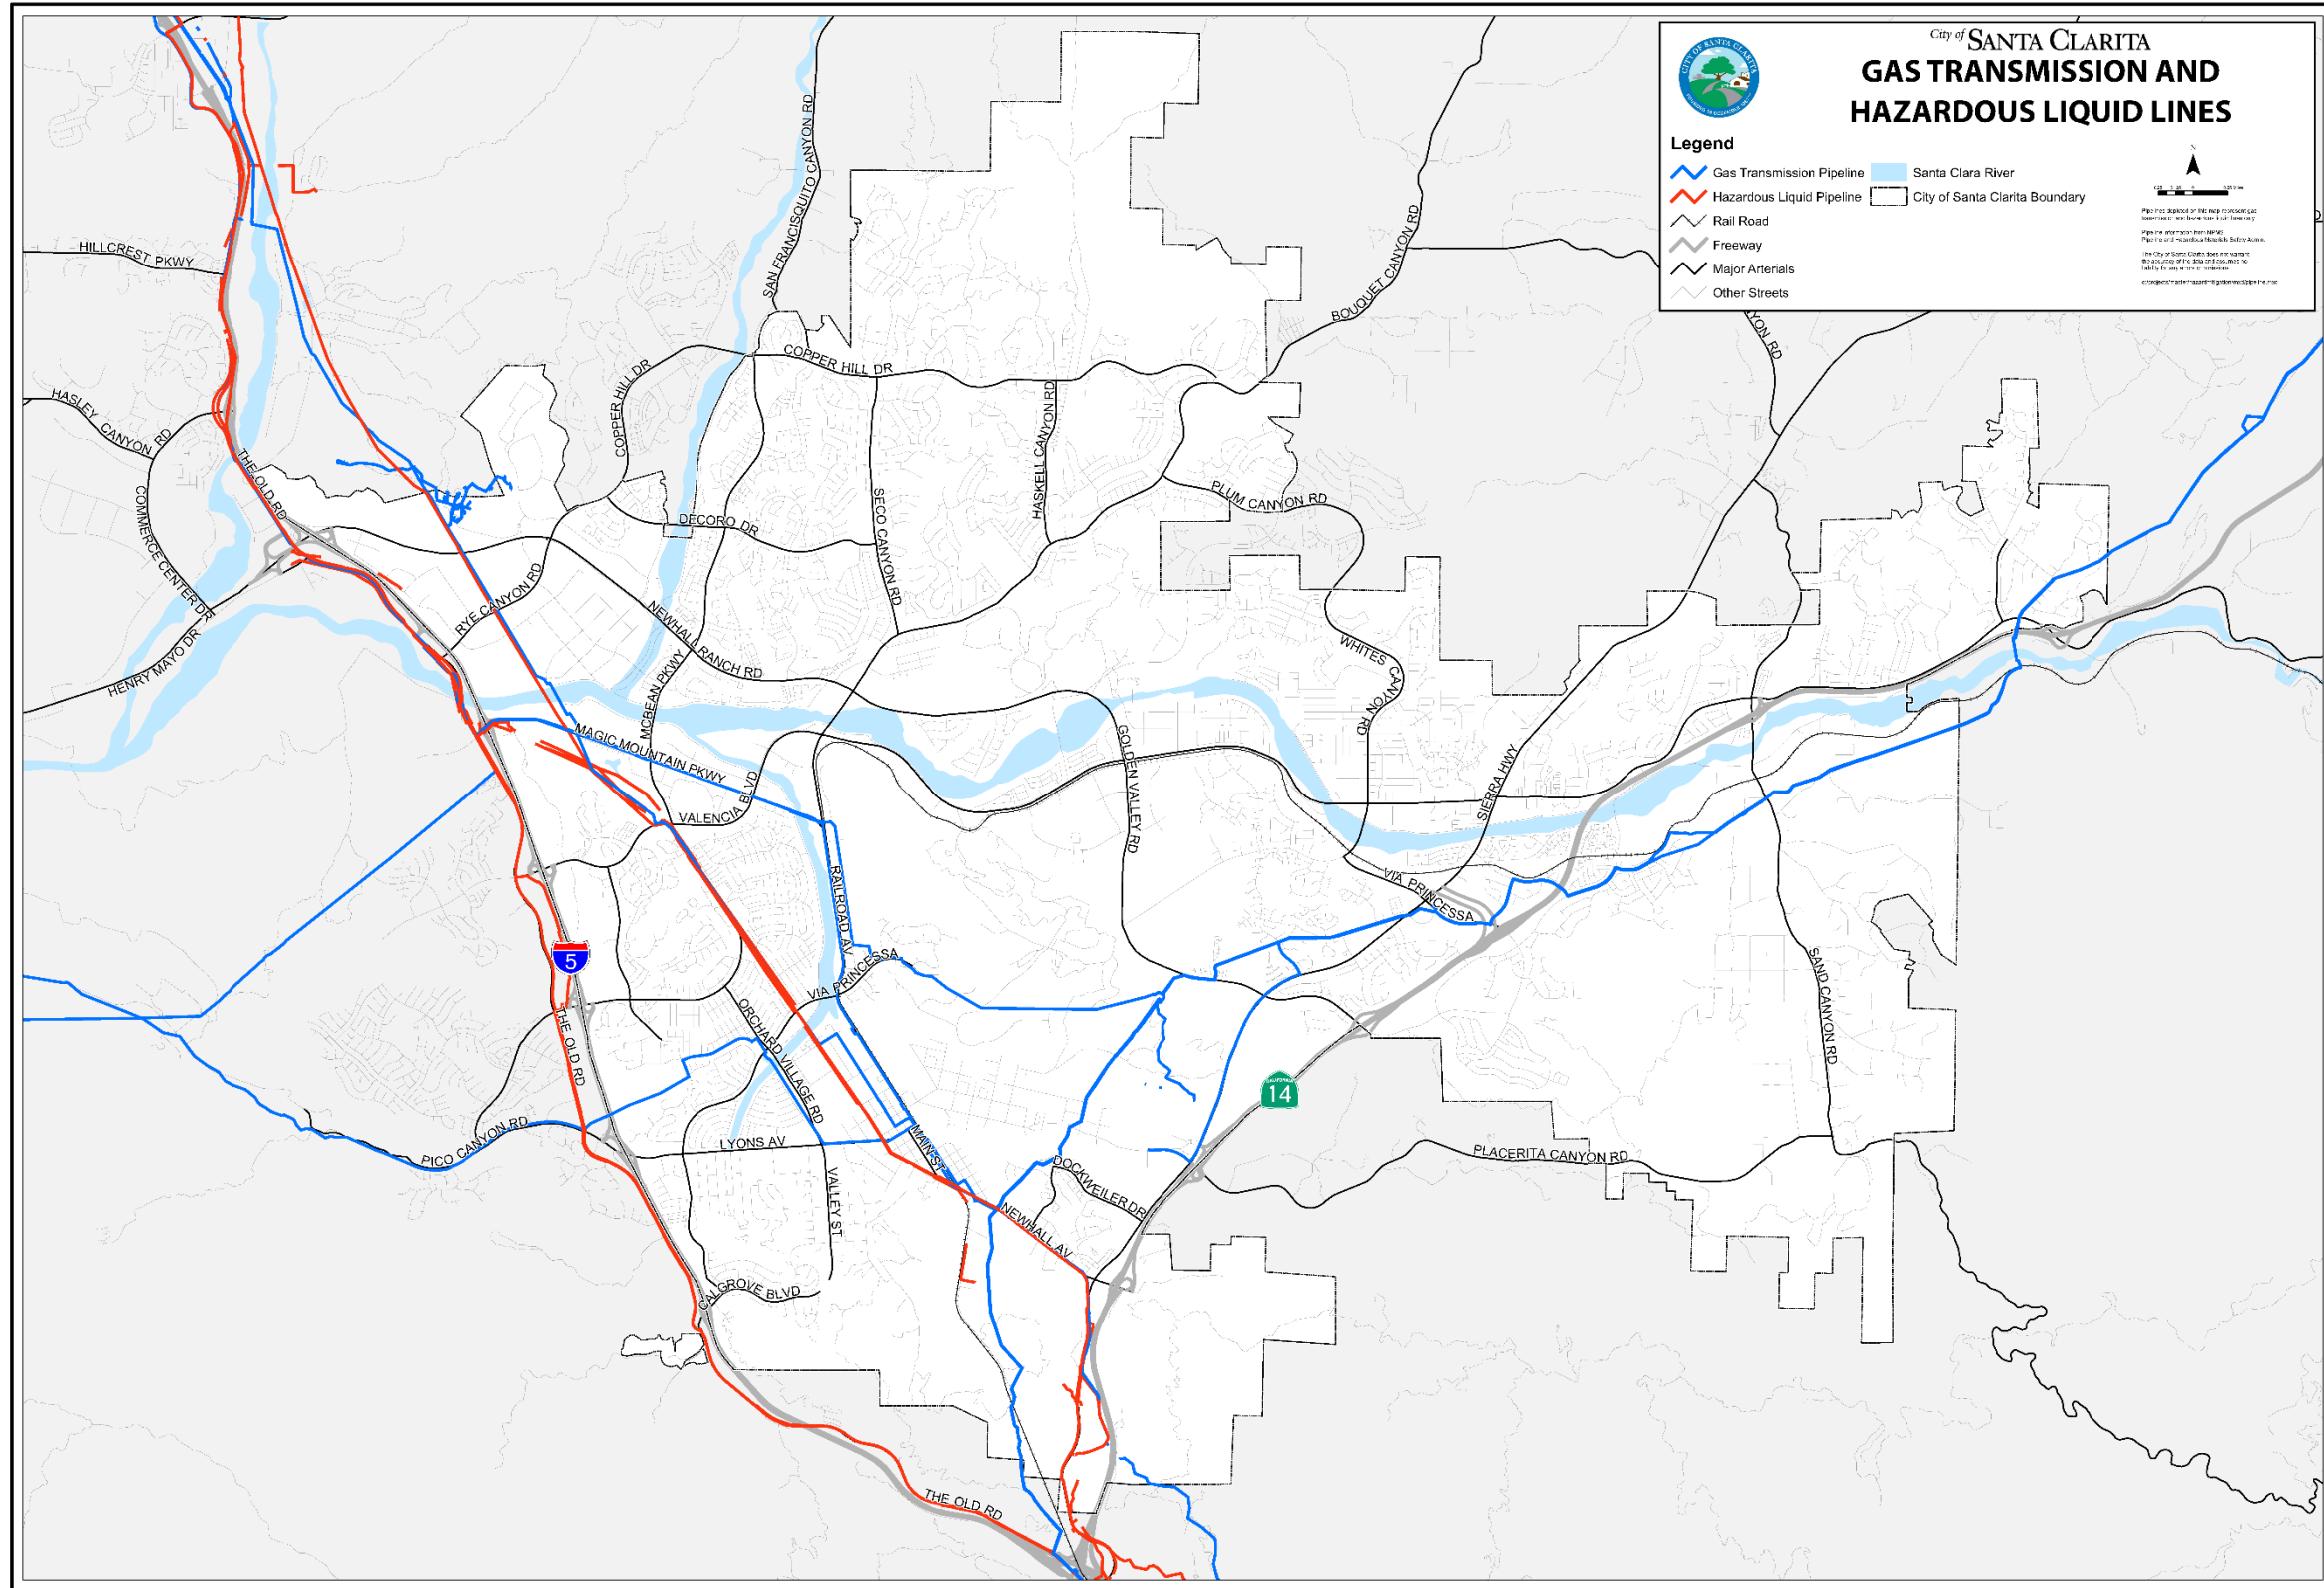 City of SANTA CLARITA
GAS TRANSMISSION AND
HAZARDOUS LIQUID LINES
Legend
Gas Transmission Pipeline
Santa Clara River
Hazardous Liquid Pipeline
City of Santa Clarita Boundary
Rail Road
Freeway
Major Arterials
Other Streets
SAN FRANCISQUITO CANYON RD
HILLCREST PKWY
BOUQUET CANYON RD
YON RD
COPPER HILL DR
COPPER HILL DR
HASLEY CANYON RD
HASKELL CANYON RD
THE OLD RD
COMMERCE CENTER DR
SECO CANYON RD
PLUM CANYON RD
DECORO DR
RYE CANYON RD
NEWHALL RANCH RD
HENRY MAYO DR
MCBEAN PKWY
WHITES CANYON RD
MAGIC MOUNTAIN PKWY
GOLDEN VALLEY RD
SIERRA HWY
VALENCIA BLVD
RAILROAD AV
VIA PRINCESSA
5
VIA PRINCESSA
SAND CANYON RD
ORCHARD VILLAGE RD
THE OLD RD
14
PICO CANYON RD
LYONS AV
MAIN ST
PLACERITA CANYON RD
DOCKWEILER DR
VALLEY ST
NEWHALL AV
CALGROVE BLVD
THE OLD RD